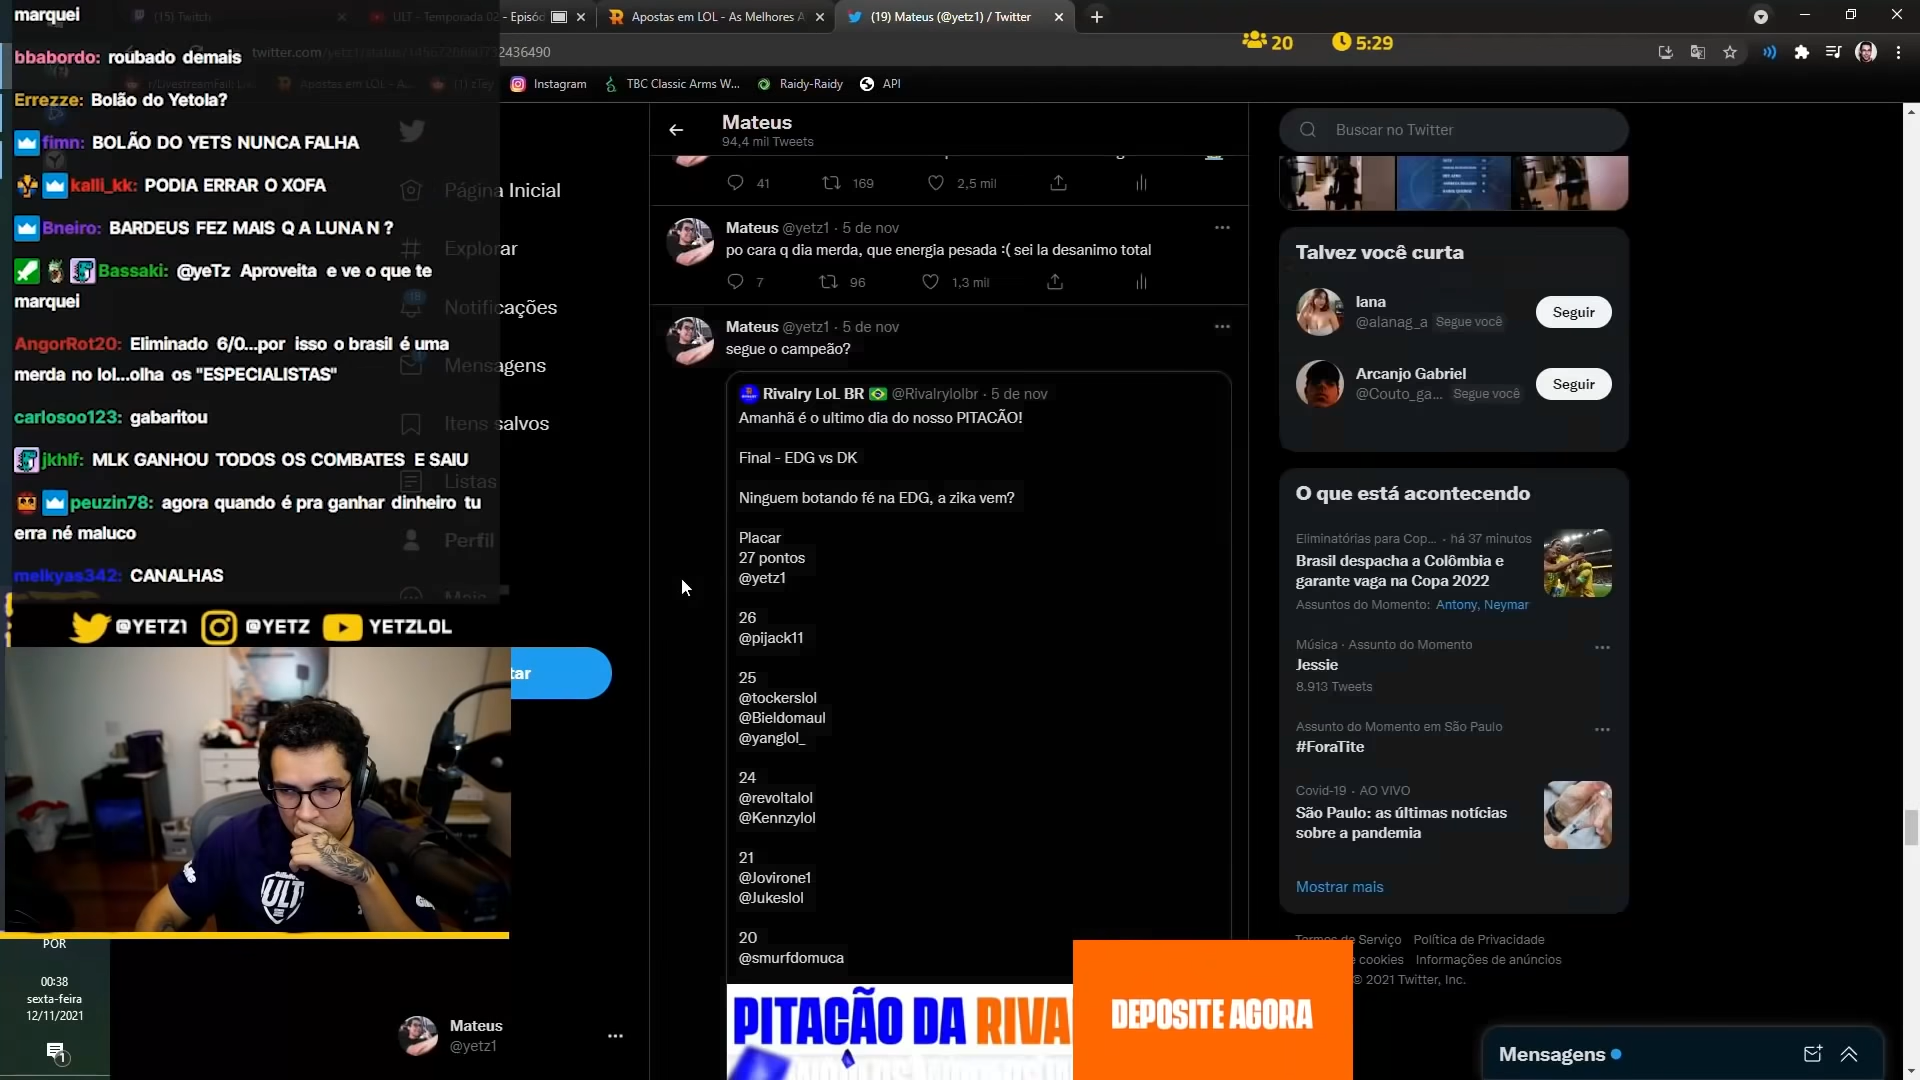 marquei
bbabordo: roubado demais
Errezze: Bolão do Yetola?
fimn: BOLÃO DO YETS NUNCA FALHA
kalli_kk: PODIA ERRAR O XOFA
Bneiro: BARDEUS FEZ MAIS Q A LUNA N ?
Bassaki: @yeTz Aproveita e ve o que te
marquei
AngorRot20: Eliminado 6/0...por isso o brasil é uma
merda no lol...olha os "ESPECIALISTAS"
carlosoo123: gabaritou
jkhlf: MLK GANHOU TODOS OS COMBATES E SAIU
peuzin78: agora quando é pra ganhar dinheiro tu
erra né maluco
melkyas342: CANALHAS
@YETZ1 @YETZ YETZLOL
ULT
POR
00:38
sexta-feira
12/11/2021
1
(15) Twitch
ULT - Temporada 02 - Episód
Apostas em LOL - As Melhores A
(19) Mateus (@yetz1) / Twitter
20
5:29
Instagram
TBC Classic Arms W...
Raidy-Raidy
API
Página Inicial
Explorar
Notificações
Mensagens
Itens salvos
Listas
Perfil
Mais
tar
Mateus
@yetz1
Mateus
94,4 mil Tweets
41 169 2,5 mil
Mateus @yetz1 · 5 de nov
po cara q dia merda, que energia pesada :( sei la desanimo total
7 96 1,3 mil
Mateus @yetz1 · 5 de nov
segue o campeão?
Rivalry LoL BR @Rivalrylolbr · 5 de nov
Amanhã é o ultimo dia do nosso PITACÃO!
Final - EDG vs DK
Ninguem botando fé na EDG, a zika vem?
Placar
27 pontos
@yetz1
26
@pijack11
25
@tockerslol
@Bieldomaul
@yanglol_
24
@revoltalol
@Kennzylol
21
@Jovirone1
@Jukeslol
20
@smurfdomuca
PITACÃO DA RIVA
DEPOSITE AGORA
Buscar no Twitter
Talvez você curta
lana
@alanag_a Segue você
Seguir
Arcanjo Gabriel
@Couto_ga... Segue você
Seguir
O que está acontecendo
Eliminatórias para Cop... · há 37 minutos
Brasil despacha a Colômbia e
garante vaga na Copa 2022
Assuntos do Momento: Antony, Neymar
Música · Assunto do Momento
Jessie
8.913 Tweets
Assunto do Momento em São Paulo
#ForaTite
Covid-19 · AO VIVO
São Paulo: as últimas notícias
sobre a pandemia
Mostrar mais
Termos de Serviço Política de Privacidade
e cookies Informações de anúncios
© 2021 Twitter, Inc.
Mensagens